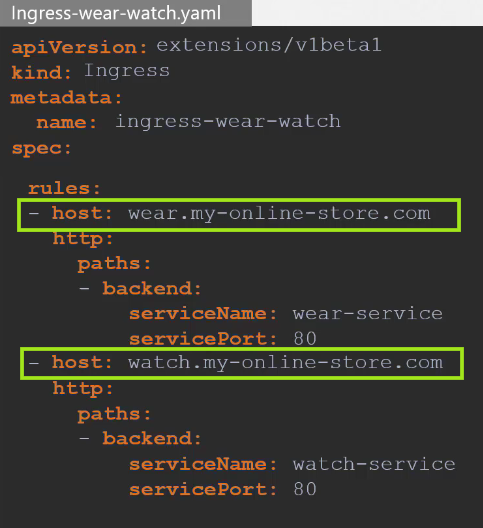 Ingress-wear-watch.yaml
apiVersion: extensions/v1beta1
kind: Ingress
metadata:
  name: ingress-wear-watch
spec:
  rules:
  - host: wear.my-online-store.com
    http:
      paths:
      - backend:
          serviceName: wear-service
          servicePort: 80
  - host: watch.my-online-store.com
    http:
      paths:
      - backend:
          serviceName: watch-service
          servicePort: 80